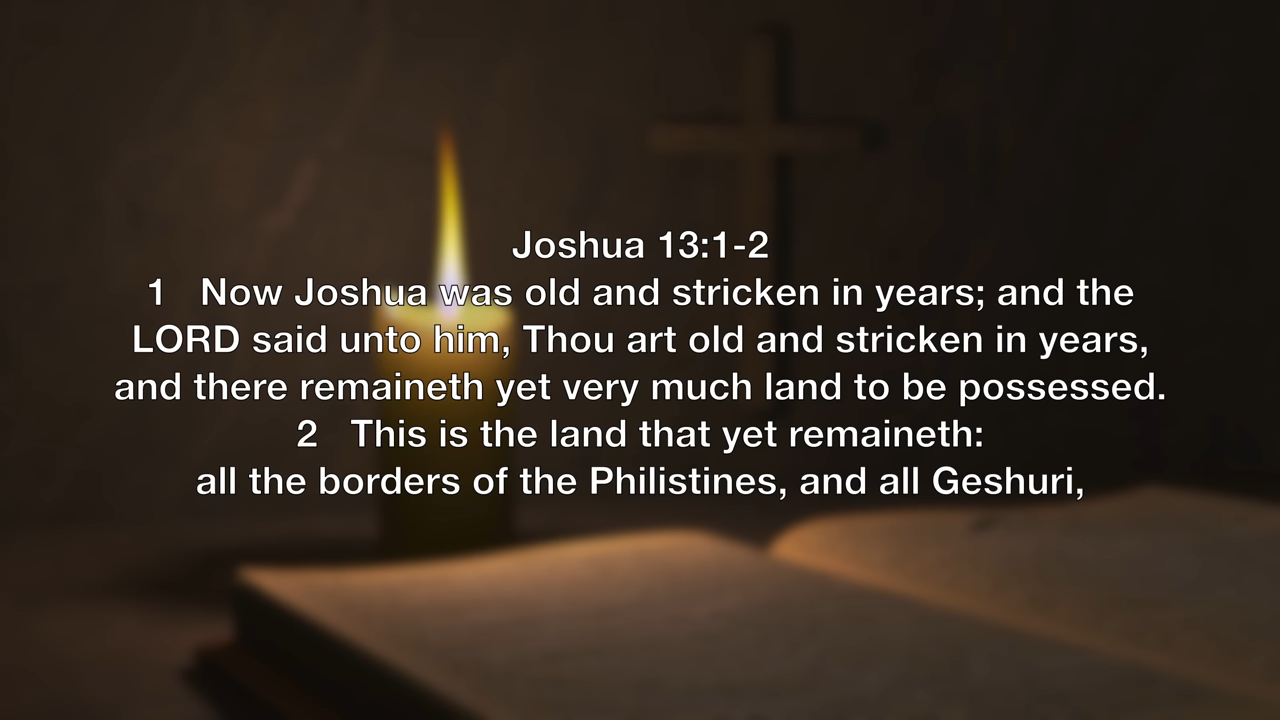 Joshua 13:1-2
1 Now Joshua was old and stricken in years; and the
LORD said unto him, Thou art old and stricken in years,
and there remaineth yet very much land to be possessed.
2 This is the land that yet remaineth:
all the borders of the Philistines, and all Geshuri,